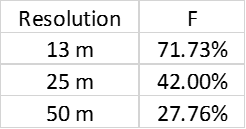 Resolution F
13 m 71.73%
25 m 42.00%
50 m 27.76%